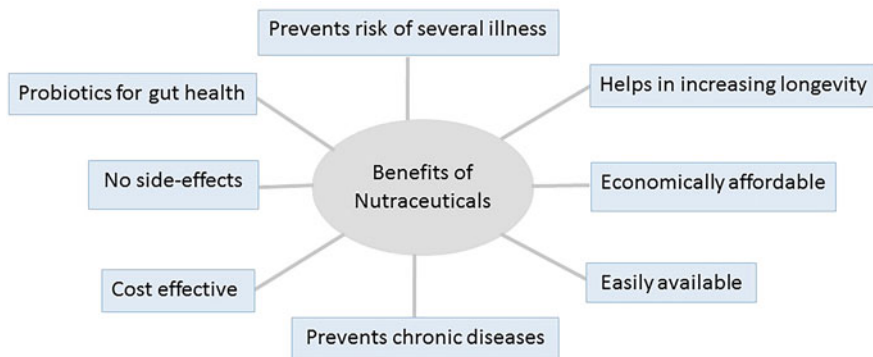 Prevents risk of several illness
Probiotics for gut health
Helps in increasing longevity
No side-effects
Benefits of
Nutraceuticals
Economically affordable
Cost effective
Easily available
Prevents chronic diseases